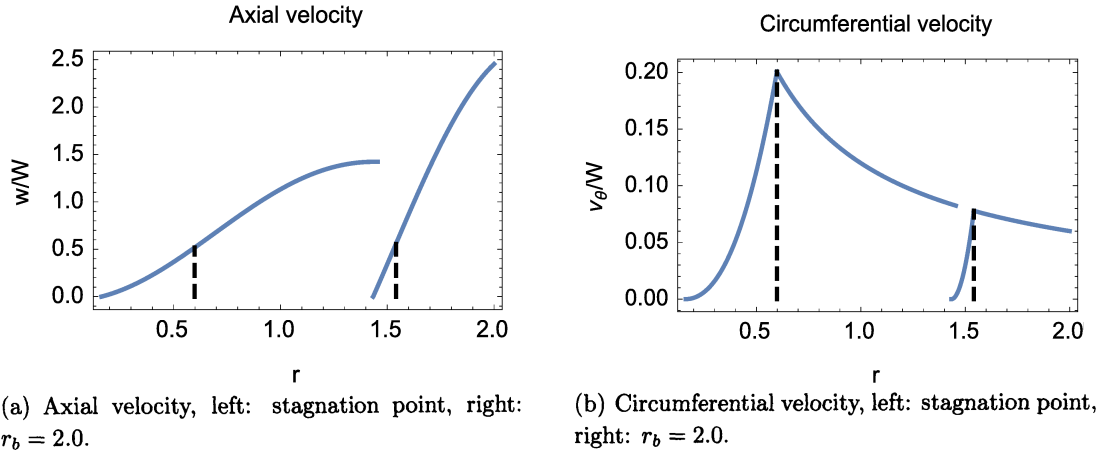 Axial velocity
2.5
2.0
1.5
1.0
0.5
0.0
w/W
0.5 1.0 1.5 2.0
r
(a) Axial velocity, left: stagnation point, right:
r_b = 2.0.
Circumferential velocity
0.20
0.15
0.10
0.05
0.00
v_θ/W
0.5 1.0 1.5 2.0
r
(b) Circumferential velocity, left: stagnation point,
right: r_b = 2.0.